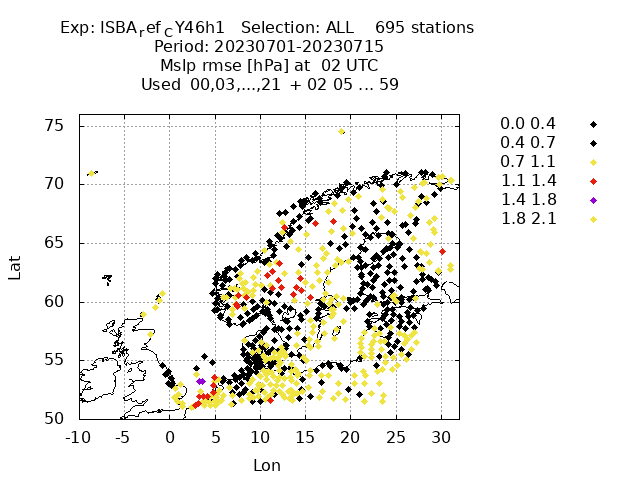 Exp: ISBArefCY46h1 Selection: ALL 695 stations
Period: 20230701-20230715
Mslp rmse [hPa] at 02 UTC
Used 00,03,...,21 + 02 05 ... 59
0.0 0.4
0.4 0.7
0.7 1.1
1.1 1.4
1.4 1.8
1.8 2.1
75
70
65
60
55
50
Lat
-10 -5 0 5 10 15 20 25 30
Lon